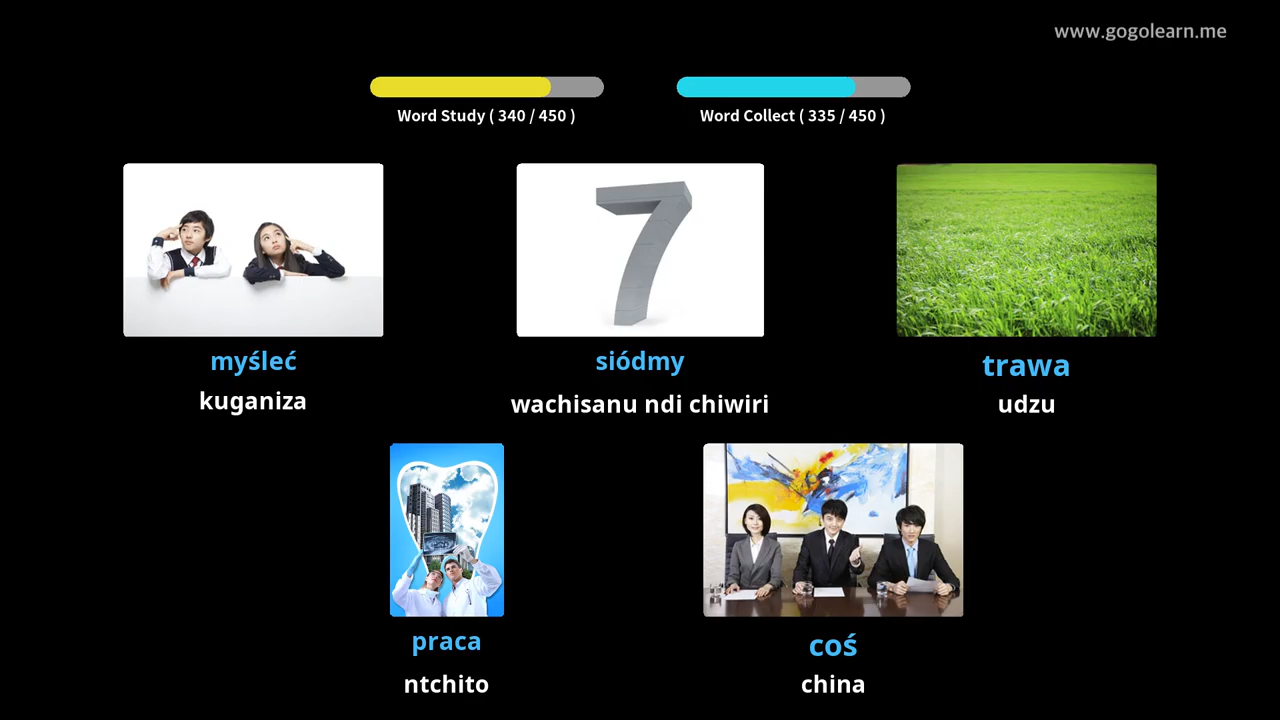 www.gogolearn.me
Word Study ( 340 / 450 )
Word Collect ( 335 / 450 )
myśleć
siódmy
trawa
kuganiza
wachisanu ndi chiwiri
udzu
praca
coś
ntchito
china